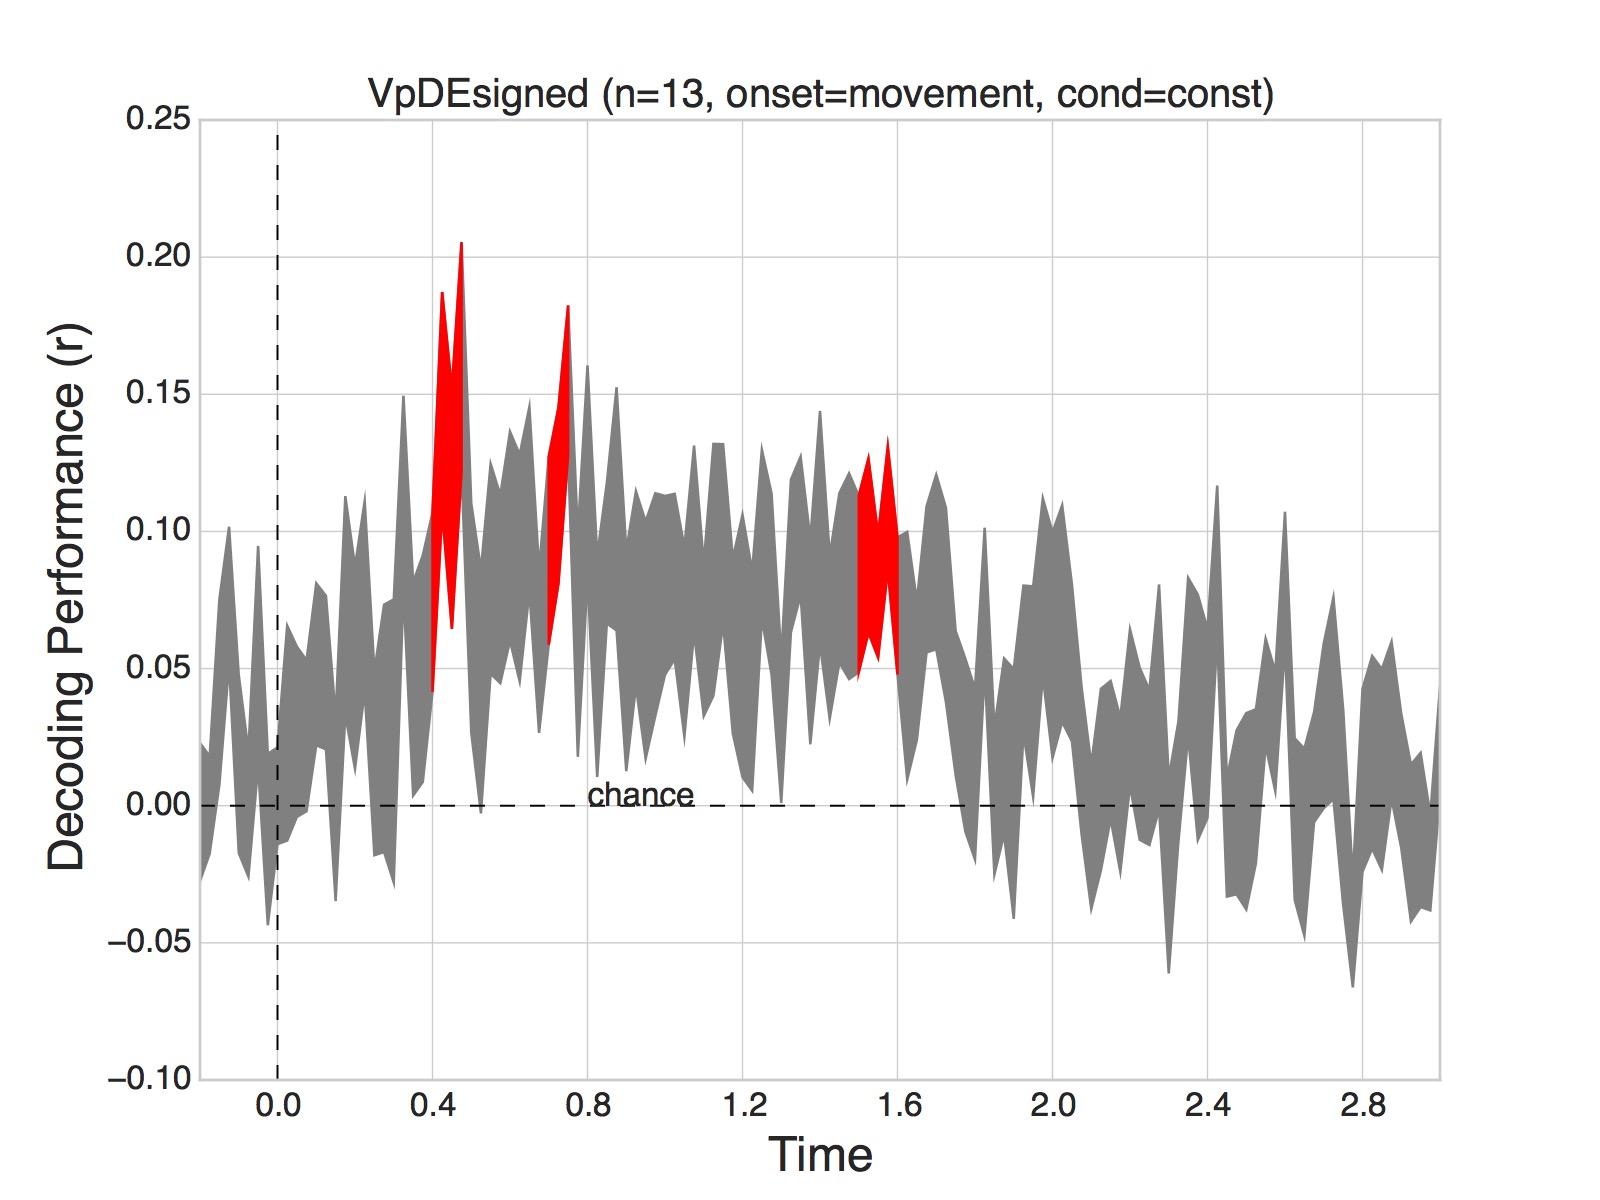 VpDEsigned (n=13, onset=movement, cond=const)
0.25
0.20
0.15
0.10
0.05
0.00
−0.05
−0.10
Decoding Performance (r)
chance
0.0 0.4 0.8 1.2 1.6 2.0 2.4 2.8
Time